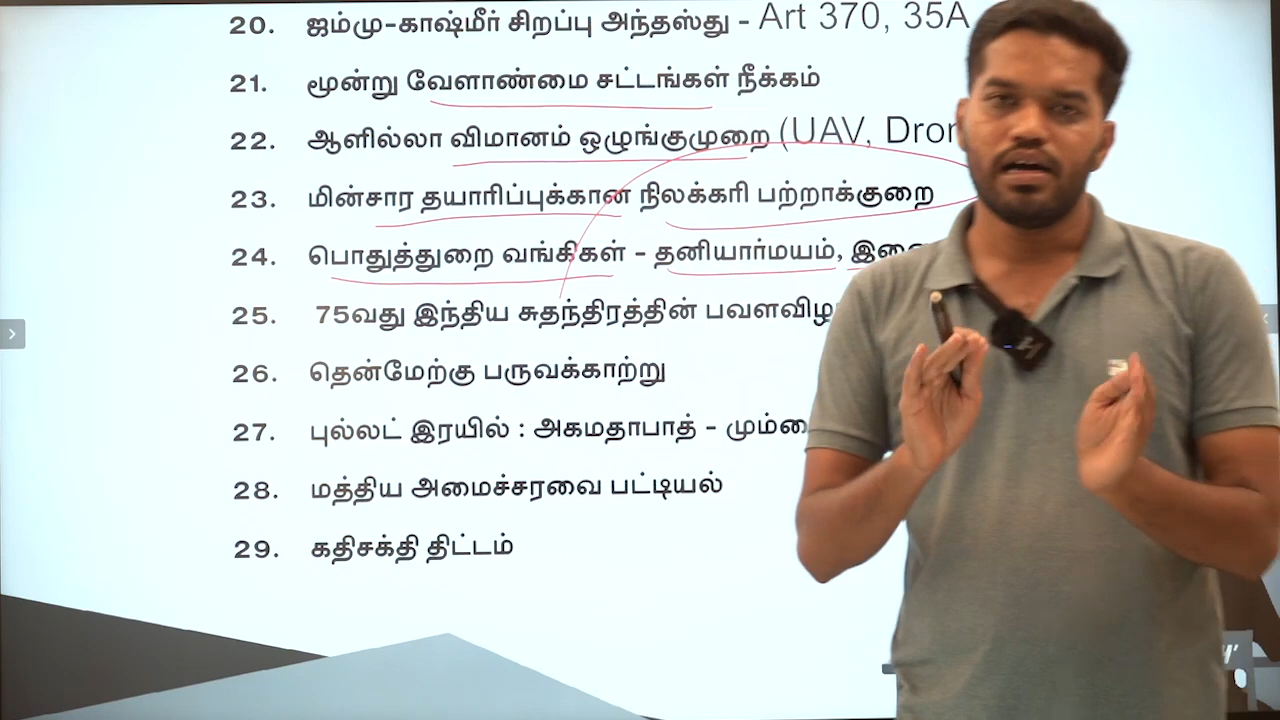 20. ஜம்மு-காஷ்மீர் சிறப்பு அந்தஸ்து - Art 370, 35A
21. மூன்று வேளாண்மை சட்டங்கள் நீக்கம்
22. ஆளில்லா விமானம் ஒழுங்குமுறை (UAV,
23. மின்சார தயாரிப்புக்கான நிலக்கரி பற்றாக்குறை
24. பொதுத்துறை வங்கிகள் - தனியார்மயம்,
25. 75வது இந்திய சுதந்திரத்தின்
26. தென்மேற்கு பருவக்காற்று
27. புல்லட் இரயில் : அகமதாபாத் -
28. மத்திய அமைச்சரவை பட்டியல்
29. கதிசக்தி திட்டம்